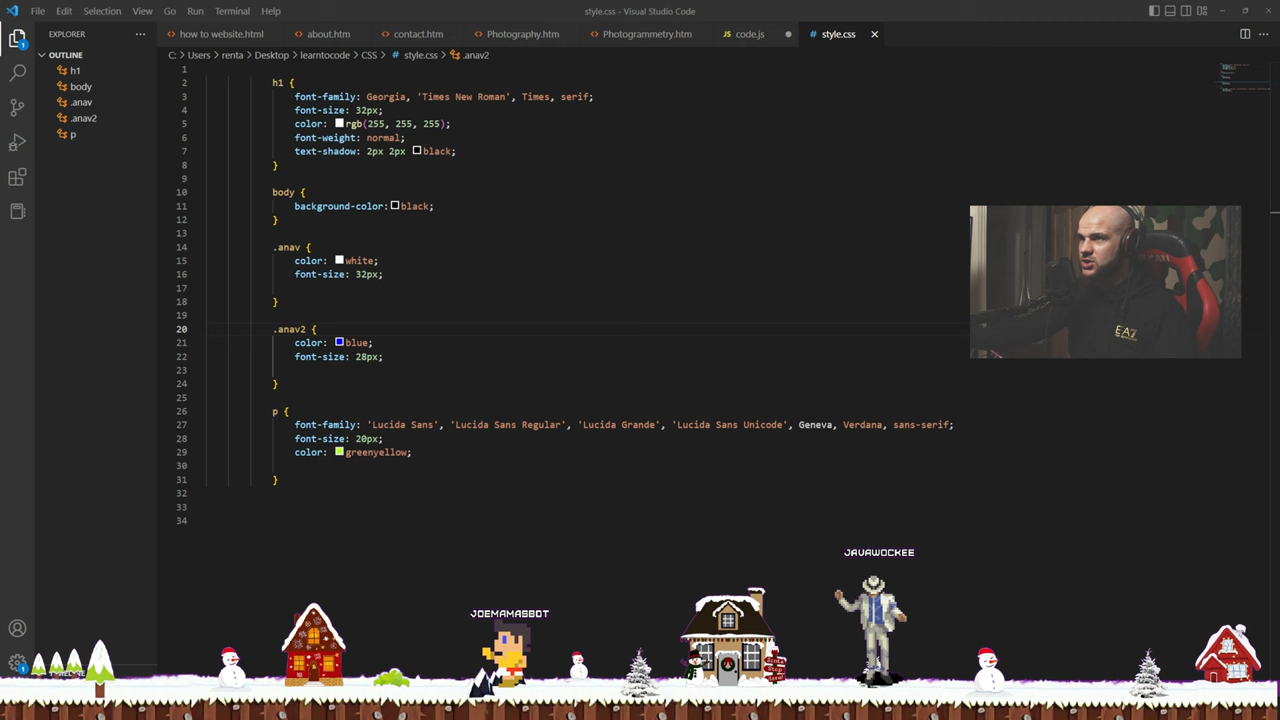 File Edit Selection View Go Run Terminal Help
style.css - Visual Studio Code
EXPLORER ...
how to website.html about.htm contact.htm Photography.htm Photogrammetry.htm code.js style.css
OUTLINE
h1
body
.anav
.anav2
p
C: > Users > renta > Desktop > learntocode > CSS > # style.css > .anav2
1
2 h1 {
3 font-family: Georgia, 'Times New Roman', Times, serif;
4 font-size: 32px;
5 color: rgb(255, 255, 255);
6 font-weight: normal;
7 text-shadow: 2px 2px black;
8 }
9
10 body {
11 background-color: black;
12 }
13
14 .anav {
15 color: white;
16 font-size: 32px;
17
18 }
19
20 .anav2 {
21 color: blue;
22 font-size: 28px;
23
24 }
25
26 p {
27 font-family: 'Lucida Sans', 'Lucida Sans Regular', 'Lucida Grande', 'Lucida Sans Unicode', Geneva, Verdana, sans-serif;
28 font-size: 20px;
29 color: greenyellow;
30
31 }
32
33
34
EA7
JAVAWOCKEE
JOEMAMASBOT
Santa
Stop
Here!